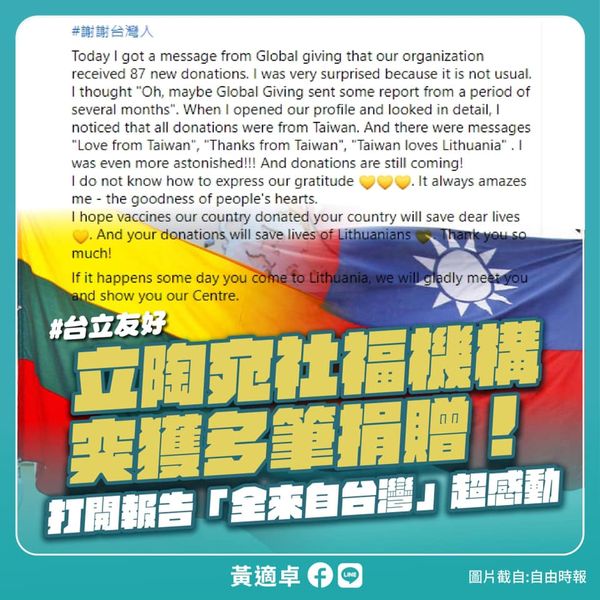 #謝謝台灣人
Today I got a message from Global giving that our organization
received 87 new donations. I was very surprised because it is not usual.
I thought "Oh, maybe Global Giving sent some report from a period of
several months". When I opened our profile and looked in detail, I
noticed that all donations were from Taiwan. And there were messages
"Love from Taiwan", "Thanks from Taiwan", "Taiwan loves Lithuania" . I
was even more astonished!!! And donations are still coming!
I do not know how to express our gratitude 💛💛💛. It always amazes
me - the goodness of people's hearts.
I hope vaccines our country donated your country will save dear lives
💛. And your donations will save lives of Lithuanians 💚. Thank you so
much!
If it happens some day you come to Lithuania, we will gladly meet you
and show you our Centre.
#台立友好
立陶宛社福機構
突獲多筆捐贈！
打開報告「全來自台灣」超感動
黃適卓
LINE
圖片截自:自由時報